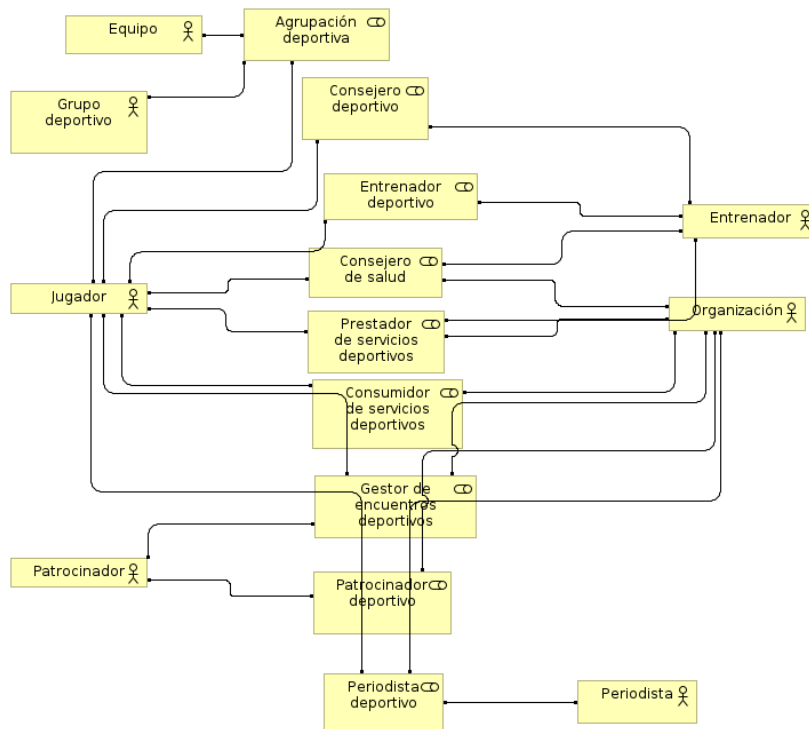 Equipo
Agrupación
deportiva
Grupo
deportivo
Consejero
deportivo
Entrenador
deportivo
Entrenador
Consejero
de salud
Jugador
Organización
Prestador
de servicios
deportivos
Consumidor
de servicios
deportivos
Gestor de
encuentros
deportivos
Patrocinador
Patrocinador
deportivo
Periodista
deportivo
Periodista